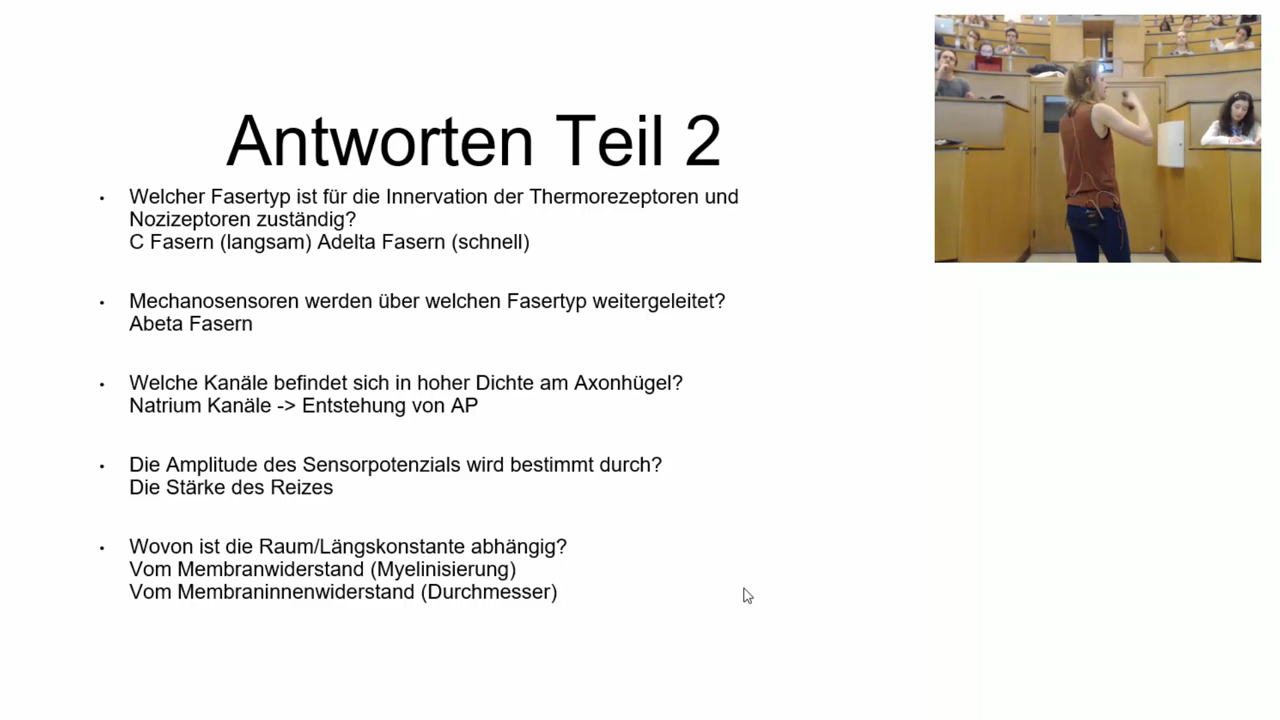 Antworten Teil 2
• Welcher Fasertyp ist für die Innervation der Thermorezeptoren und
Nozizeptoren zuständig?
C Fasern (langsam) Adelta Fasern (schnell)
• Mechanosensoren werden über welchen Fasertyp weitergeleitet?
Abeta Fasern
• Welche Kanäle befindet sich in hoher Dichte am Axonhügel?
Natrium Kanäle -> Entstehung von AP
• Die Amplitude des Sensorpotenzials wird bestimmt durch?
Die Stärke des Reizes
• Wovon ist die Raum/Längskonstante abhängig?
Vom Membranwiderstand (Myelinisierung)
Vom Membraninnenwiderstand (Durchmesser)